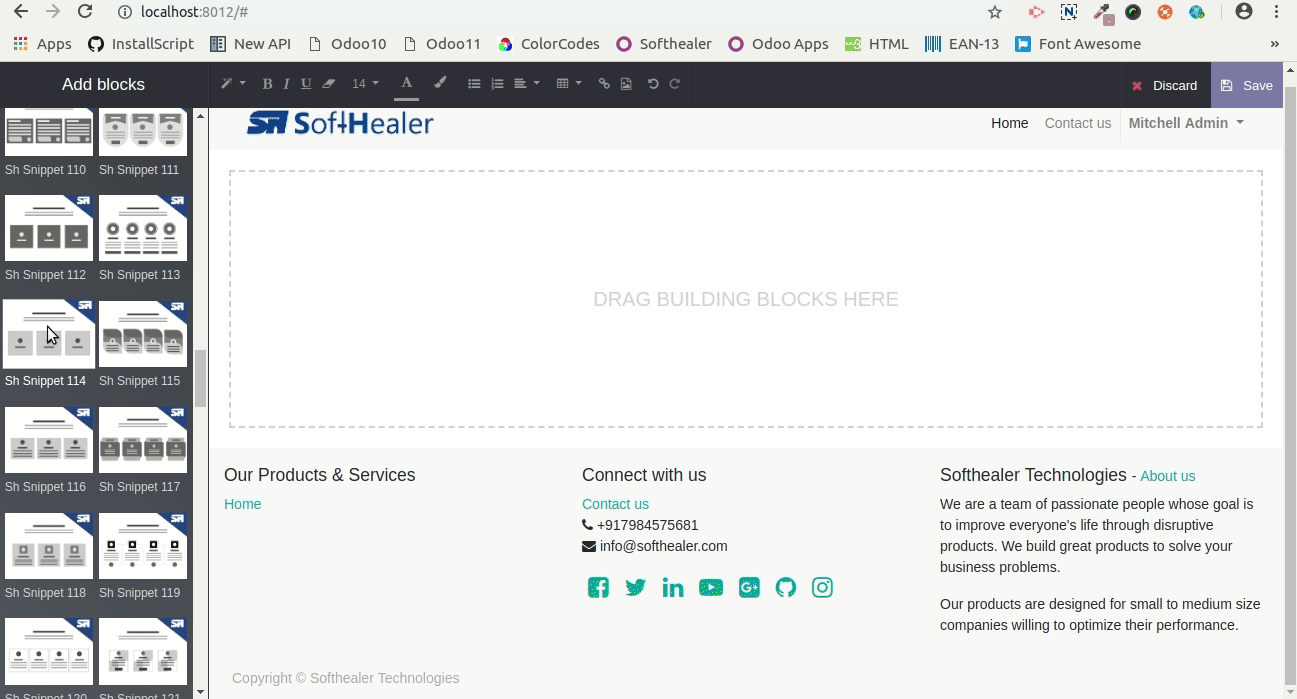 localhost:8012/#
Apps InstallScript New API Odoo10 Odoo11 ColorCodes Softhealer Odoo Apps HTML EAN-13 Font Awesome »
Add blocks
B I U 14 A
Discard Save
SoftHealer
Home Contact us Mitchell Admin
Sh Snippet 110 Sh Snippet 111
Sh Snippet 112 Sh Snippet 113
Sh Snippet 114 Sh Snippet 115
Sh Snippet 116 Sh Snippet 117
Sh Snippet 118 Sh Snippet 119
Sh Snippet 120 Sh Snippet 121
DRAG BUILDING BLOCKS HERE
Our Products & Services
Home
Connect with us
Contact us
+917984575681
info@softhealer.com
Softhealer Technologies - About us
We are a team of passionate people whose goal is
to improve everyone's life through disruptive
products. We build great products to solve your
business problems.
Our products are designed for small to medium size
companies willing to optimize their performance.
Copyright © Softhealer Technologies